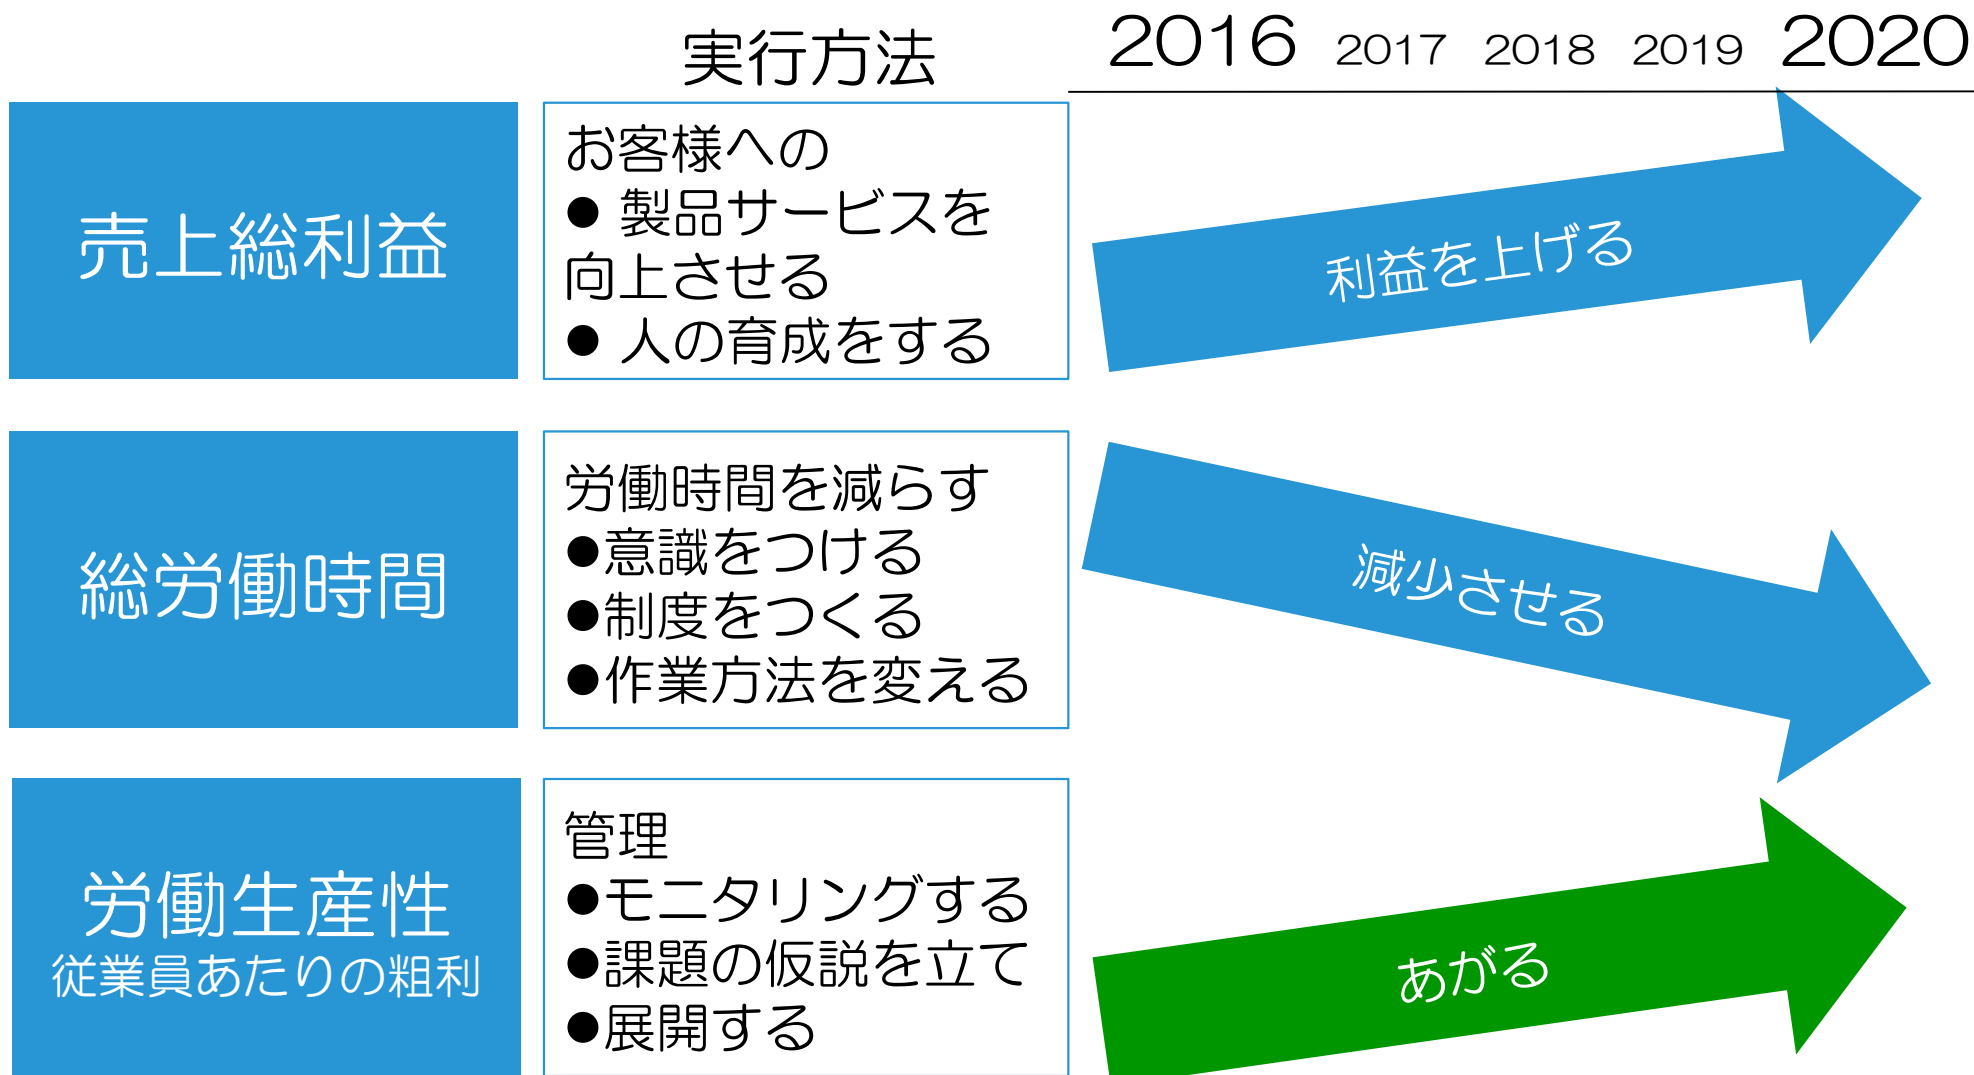 実行方法
2016 2017 2018 2019 2020
売上総利益
お客様への
● 製品サービスを
向上させる
● 人の育成をする
利益を上げる
総労働時間
労働時間を減らす
●意識をつける
●制度をつくる
●作業方法を変える
減少させる
労働生産性
従業員あたりの粗利
管理
●モニタリングする
●課題の仮説を立て
●展開する
あがる